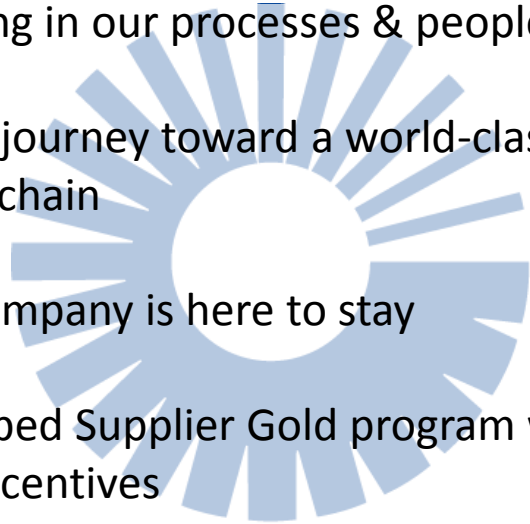 ng in our processes & people
journey toward a world-clas
chain
mpany is here to stay
ped Supplier Gold program
centives